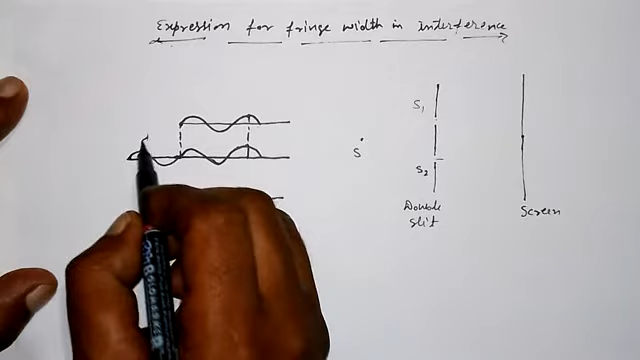 Expression for fringe width in interference
S1
S
S2
Double
slit
Screen